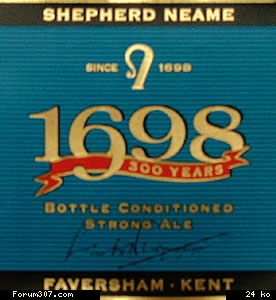 SHEPHERD NEAME
SINCE 1698
1698
300 YEARS
BOTTLE CONDITIONED
STRONG ALE
FAVERSHAM · KENT
Forum307.com
24 ko